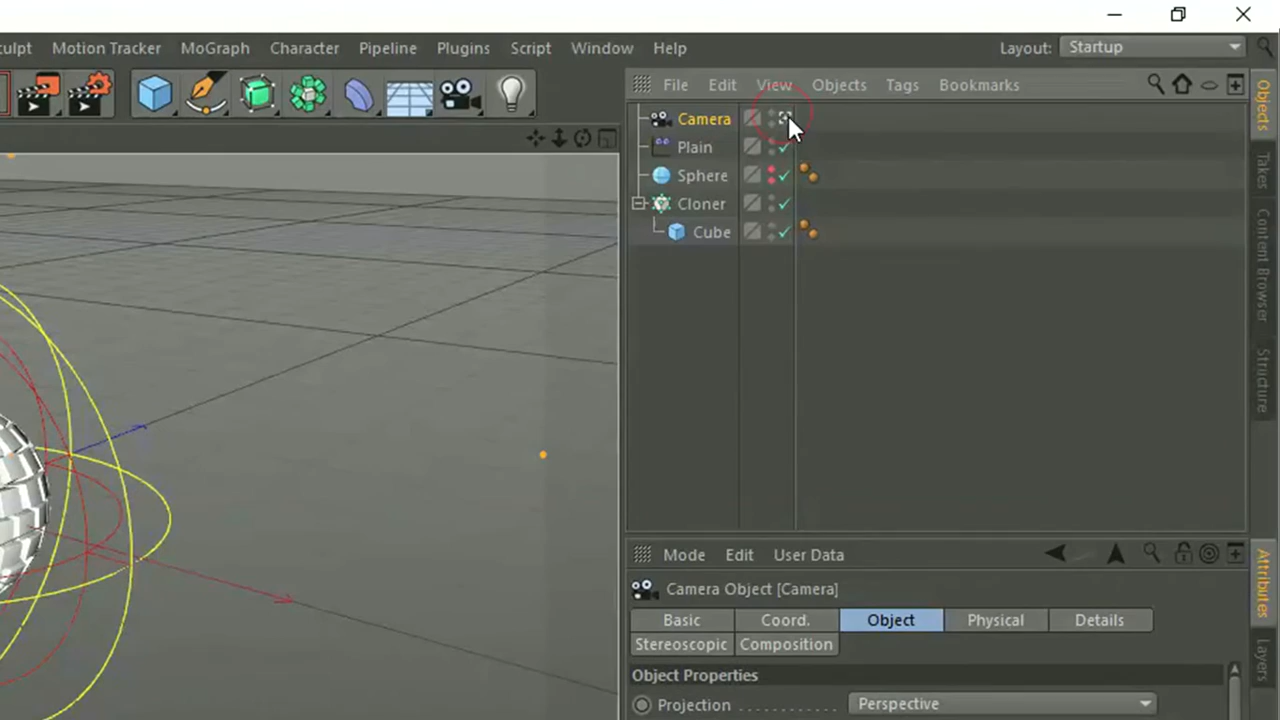 culpt Motion Tracker MoGraph Character Pipeline Plugins Script Window Help Layout: Startup
File Edit View Objects Tags Bookmarks
Camera
Plain
Sphere
Cloner
Cube
Objects
Takes
Content Browser
Structure
Mode Edit User Data
Camera Object [Camera]
Basic Coord. Object Physical Details
Stereoscopic Composition
Object Properties
Projection . . . . . . . . . . . Perspective
Attributes
Layers